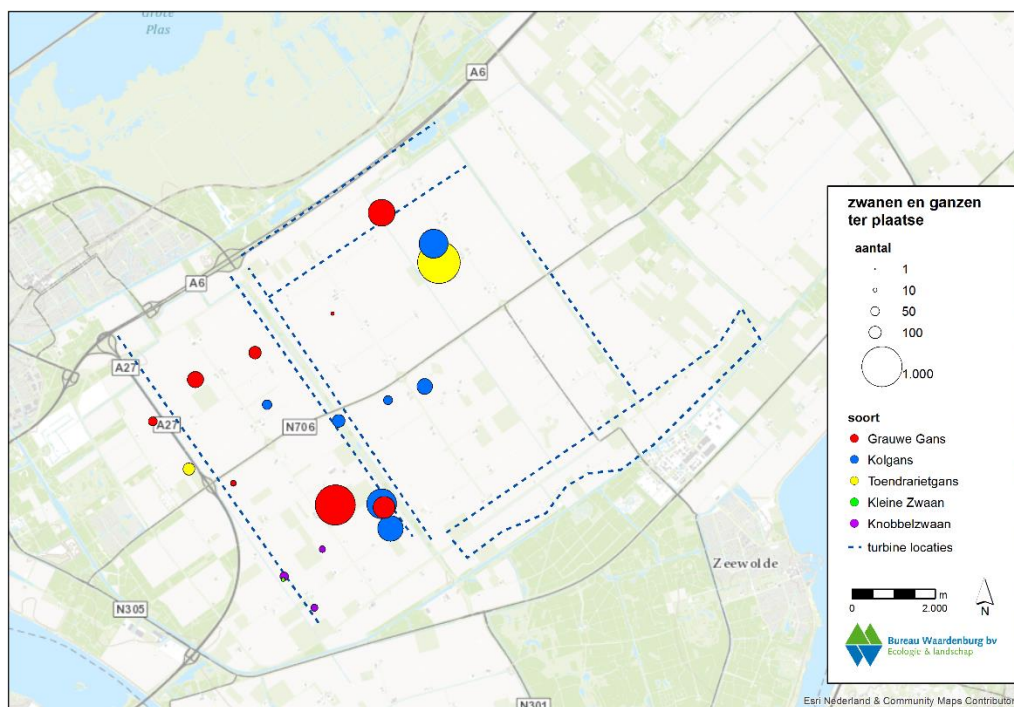 Grote
Plas
A6
A6
A27
A27
N706
N305
N301
Zeewolde
zwanen en ganzen
ter plaatse
aantal
1
10
50
100
1.000
soort
Grauwe Gans
Kolgans
Toendrarietgans
Kleine Zwaan
Knobbelzwaan
turbine locaties
m
0 2.000
N
Bureau Waardenburg bv
Ecologie & landschap
Esri Nederland & Community Maps Contributor